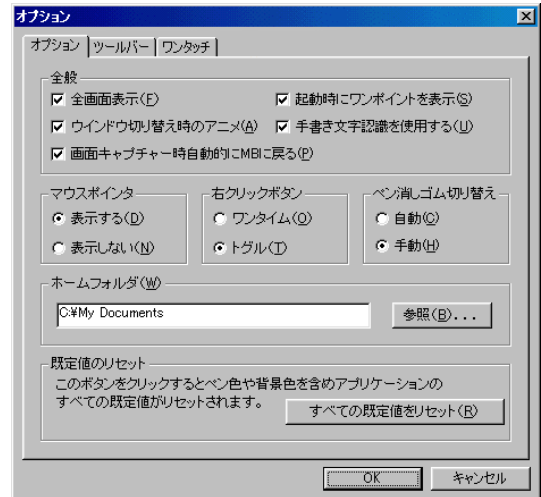 オプション
オプション ツールバー ワンタッチ
全般
全画面表示(F) 起動時にワンポイントを表示(S)
ウインドウ切り替え時のアニメ(A) 手書き文字認識を使用する(U)
画面キャプチャー時自動的にMBIに戻る(P)
マウスポインタ 右クリックボタン ペン消しゴム切り替え
表示する(D) ワンタイム(O) 自動(C)
表示しない(N) トグル(T) 手動(H)
ホームフォルダ(W)
C:¥My Documents 参照(B)...
既定値のリセット
このボタンをクリックするとペン色や背景色を含めアプリケーションの
すべての既定値がリセットされます。 すべての既定値をリセット(R)
OK キャンセル